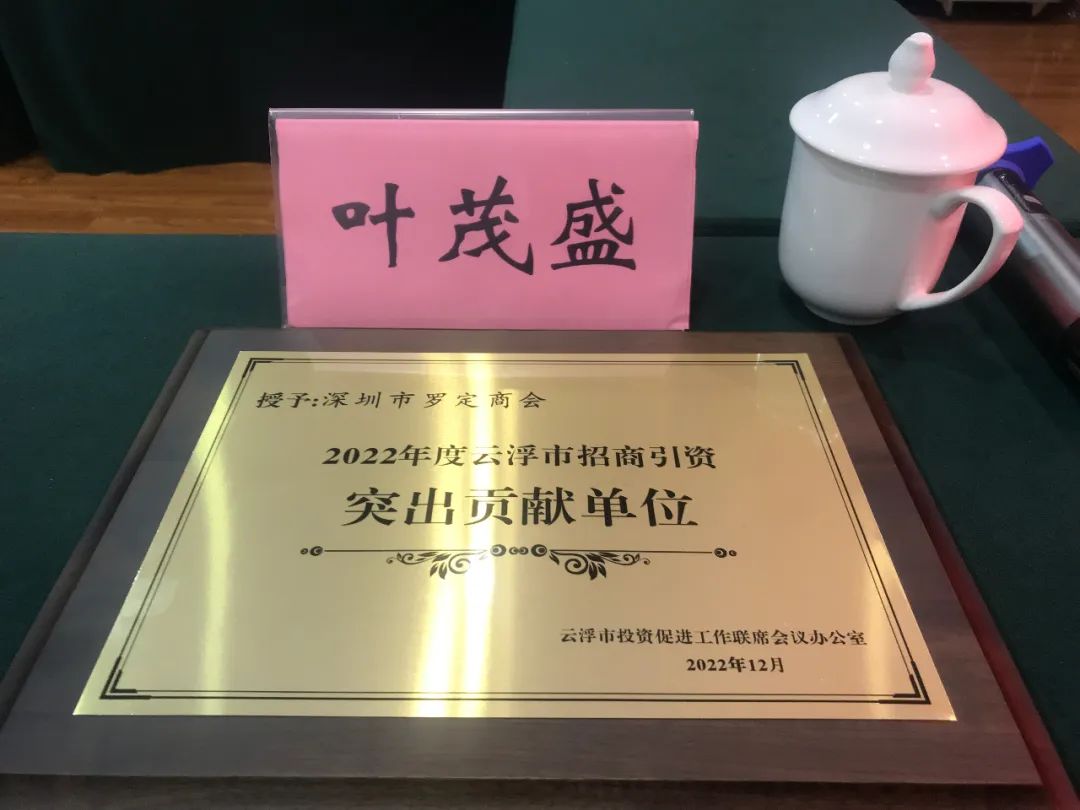 叶茂盛
授予:深圳市罗定商会
2022年度云浮市招商引资
突出贡献单位
云浮市投资促进工作联席会议办公室
2022年12月